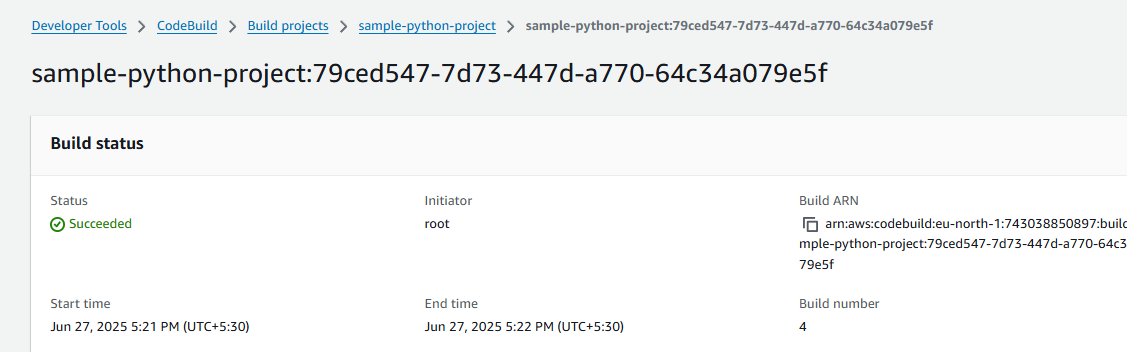 Developer Tools > CodeBuild > Build projects > sample-python-project > sample-python-project:79ced547-7d73-447d-a770-64c34a079e5f
sample-python-project:79ced547-7d73-447d-a770-64c34a079e5f
Build status
Status Initiator Build ARN
Succeeded root arn:aws:codebuild:eu-north-1:743038850897:build
mple-python-project:79ced547-7d73-447d-a770-64c3
79e5f
Start time End time Build number
Jun 27, 2025 5:21 PM (UTC+5:30) Jun 27, 2025 5:22 PM (UTC+5:30) 4